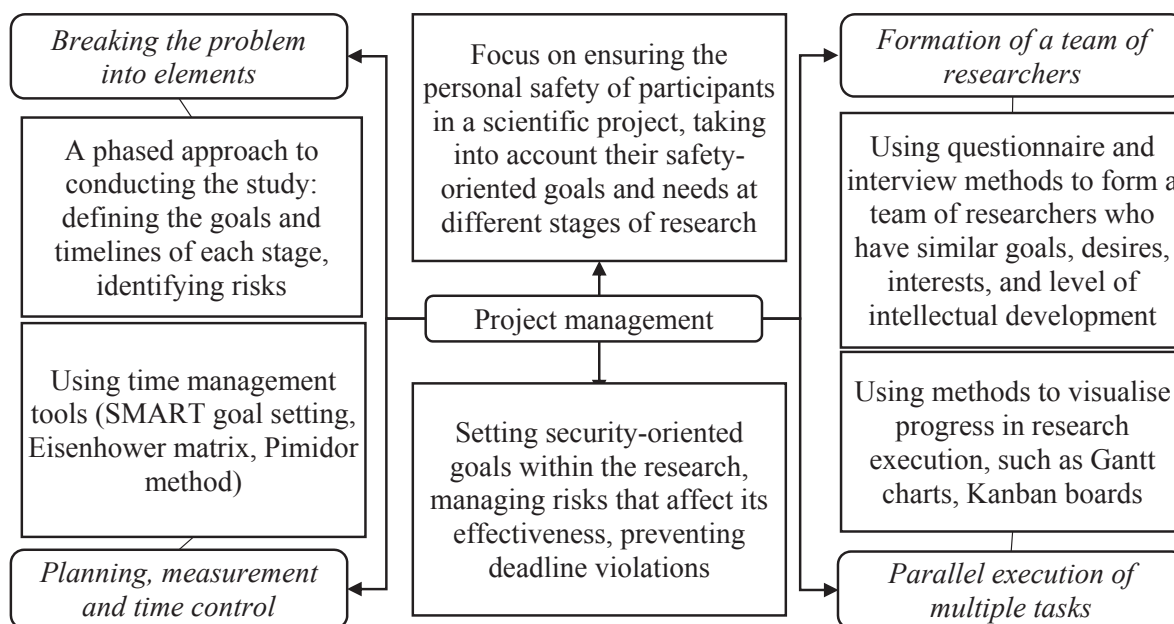 Breaking the problem
into elements
A phased approach to
conducting the study:
defining the goals and
timelines of each stage,
identifying risks
Using time management
tools (SMART goal setting,
Eisenhower matrix, Pimidor
method)
Planning, measurement
and time control
Focus on ensuring the
personal safety of participants
in a scientific project, taking
into account their safety-
oriented goals and needs at
different stages of research
Project management
Setting security-oriented
goals within the research,
managing risks that affect its
effectiveness, preventing
deadline violations
Formation of a team of
researchers
Using questionnaire and
interview methods to form a
team of researchers who
have similar goals, desires,
interests, and level of
intellectual development
Using methods to visualise
progress in research
execution, such as Gantt
charts, Kanban boards
Parallel execution of
multiple tasks